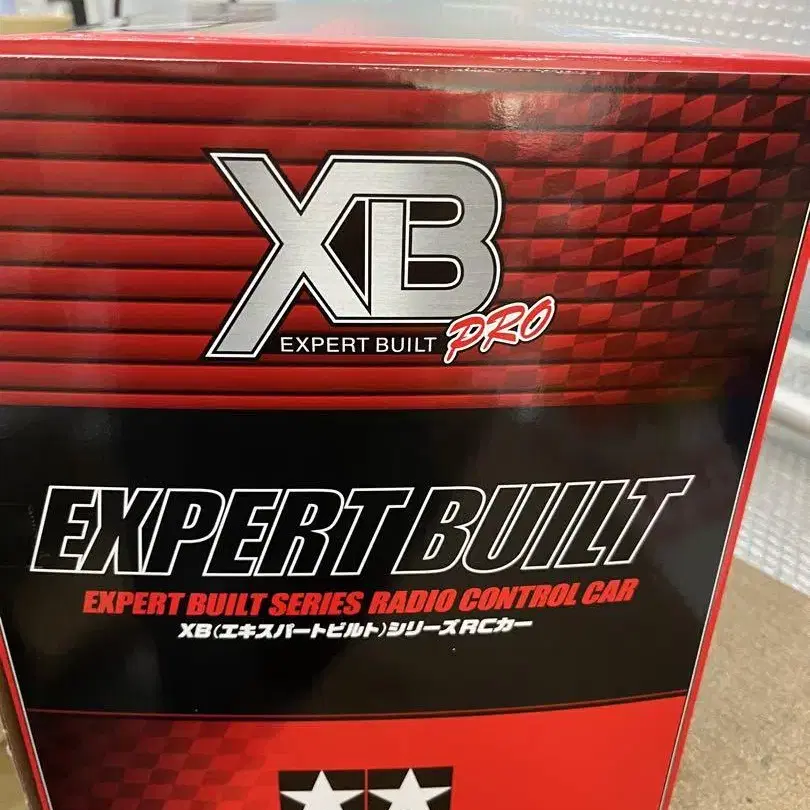 XB
EXPERT BUILT PRO
EXPERT BUILT
EXPERT BUILT SERIES RADIO CONTROL CAR
XB(エキスパートビルト)シリーズRCカー